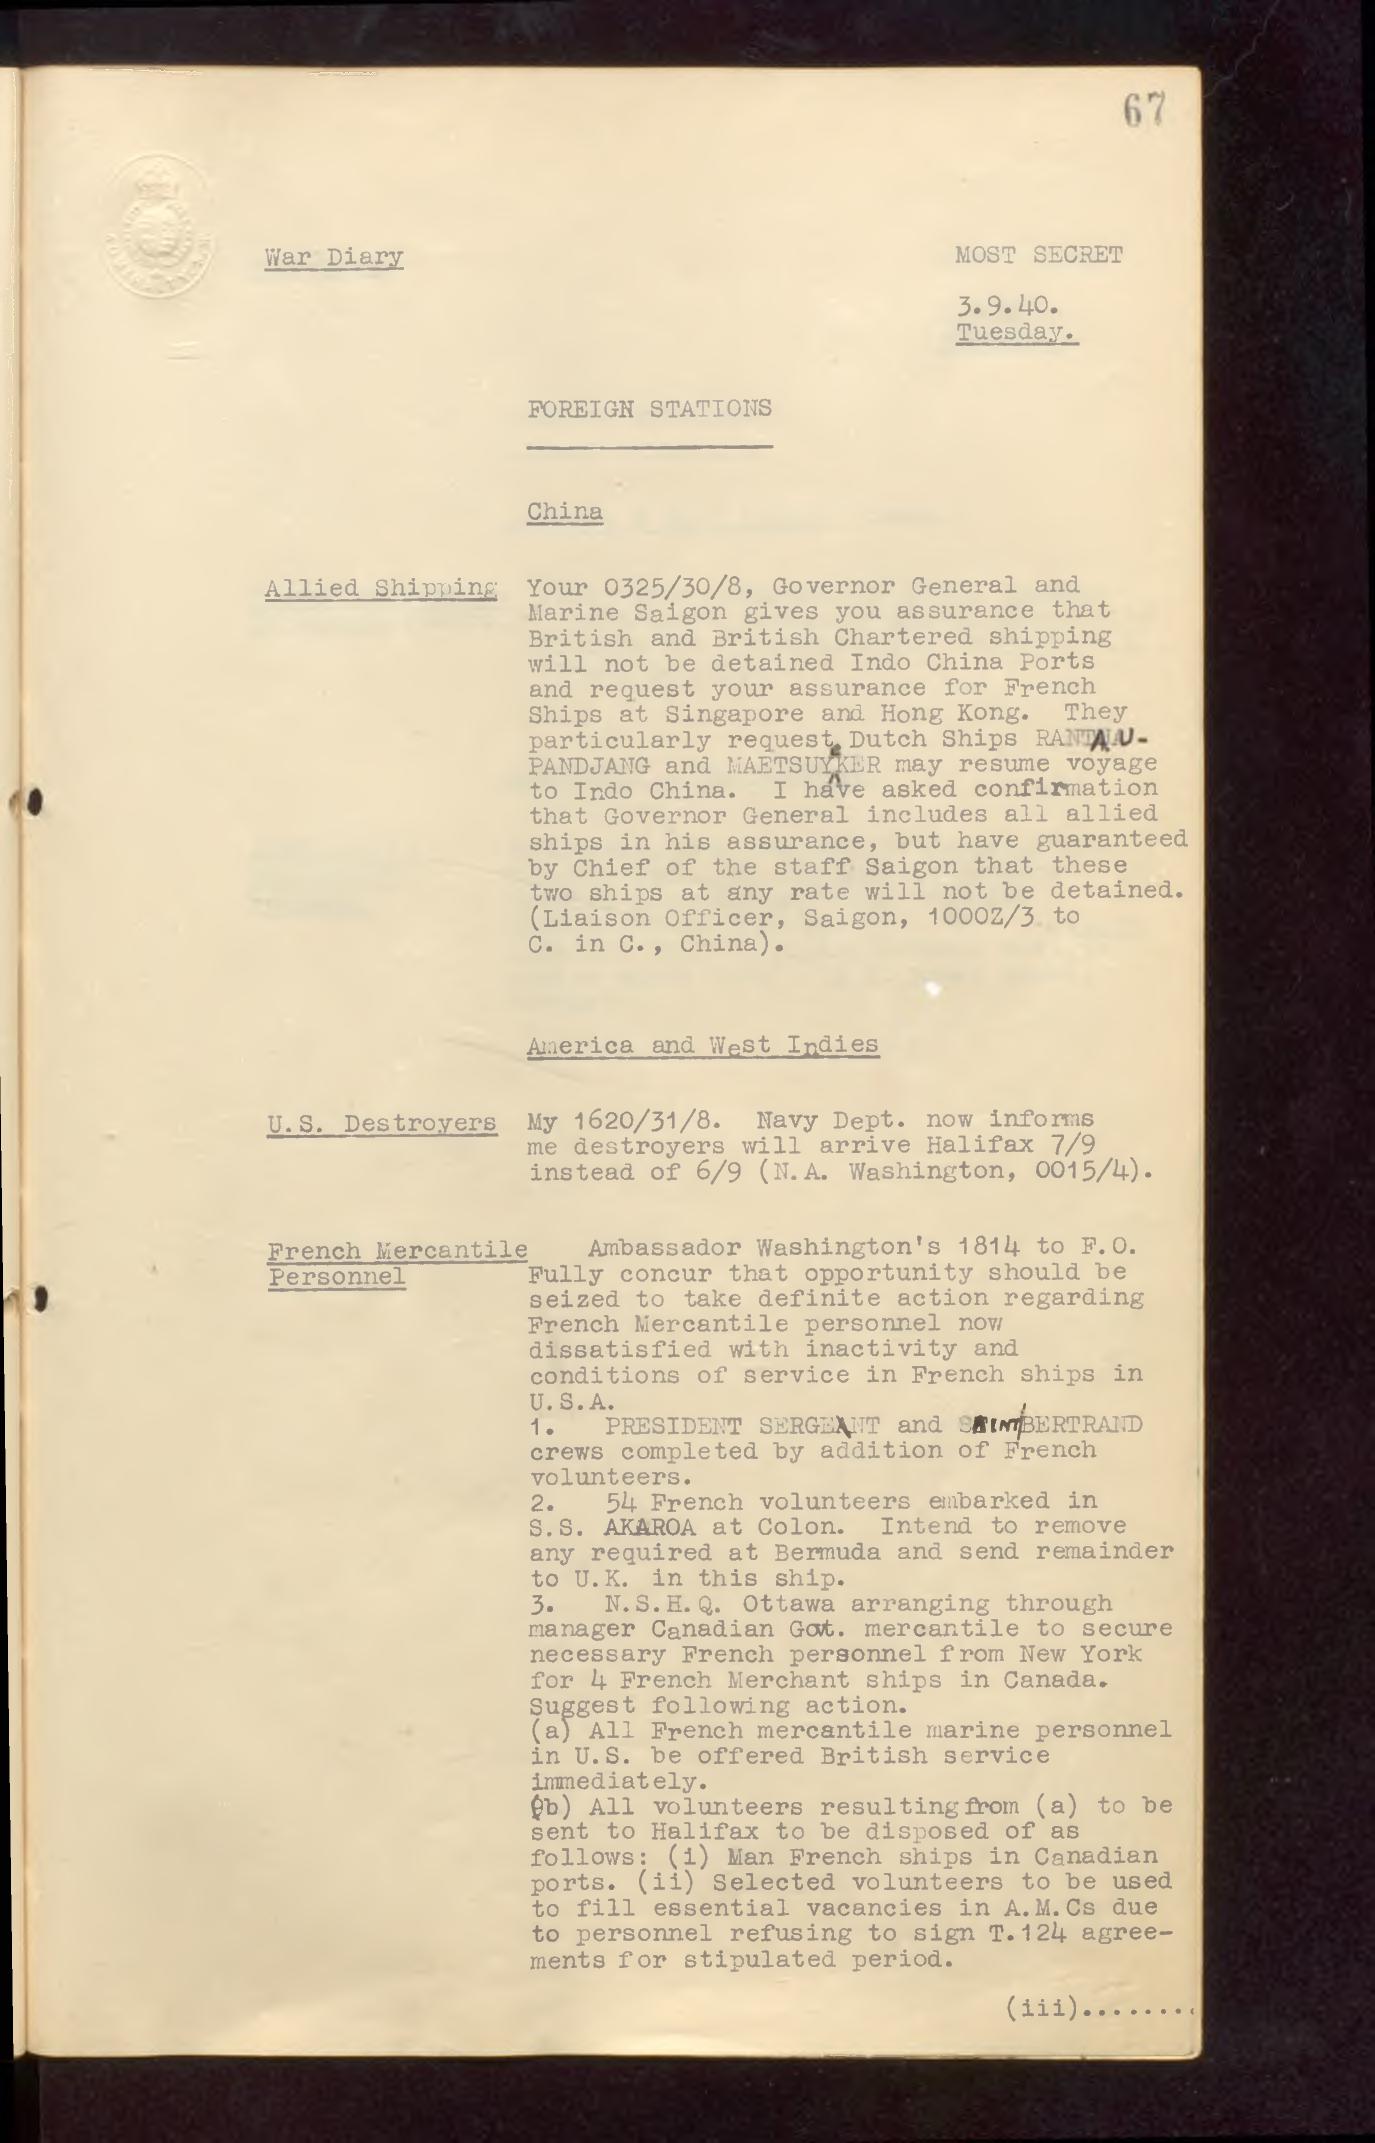 67
War Diary
MOST SECRET
3.9.40.
Tuesday.
FOREIGN STATIONS
China
Allied Shipping
Your 0325/30/8, Governor General and
Marine Saigon gives you assurance that
British and British Chartered shipping
will not be detained Indo China Ports
and request your assurance for French
Ships at Singapore and Hong Kong. They
particularly request Dutch Ships RANTAU-
PANDJANG and MAETSUYKER may resume voyage
to Indo China. I have asked confirmation
that Governor General includes all allied
ships in his assurance, but have guaranteed
by Chief of the staff Saigon that these
two ships at any rate will not be detained.
(Liaison Officer, Saigon, 1000Z/3 to
C. in C., China).
America and West Indies
U.S. Destroyers
My 1620/31/8. Navy Dept. now informs
me destroyers will arrive Halifax 7/9
instead of 6/9 (N.A. Washington, 0015/4).
French Mercantile
Personnel
Ambassador Washington's 1814 to F.O.
Fully concur that opportunity should be
seized to take definite action regarding
French Mercantile personnel now
dissatisfied with inactivity and
conditions of service in French ships in
U.S.A.
1. PRESIDENT SERGENT and SAINT BERTRAND
crews completed by addition of French
volunteers.
2. 54 French volunteers embarked in
S.S. AKAROA at Colon. Intend to remove
any required at Bermuda and send remainder
to U.K. in this ship.
3. N.S.H.Q. Ottawa arranging through
manager Canadian Govt. mercantile to secure
necessary French personnel from New York
for 4 French Merchant ships in Canada.
Suggest following action.
(a) All French mercantile marine personnel
in U.S. be offered British service
immediately.
(b) All volunteers resulting from (a) to be
sent to Halifax to be disposed of as
follows: (i) Man French ships in Canadian
ports. (ii) Selected volunteers to be used
to fill essential vacancies in A.M.Cs due
to personnel refusing to sign T.124 agree-
ments for stipulated period.
(iii)........